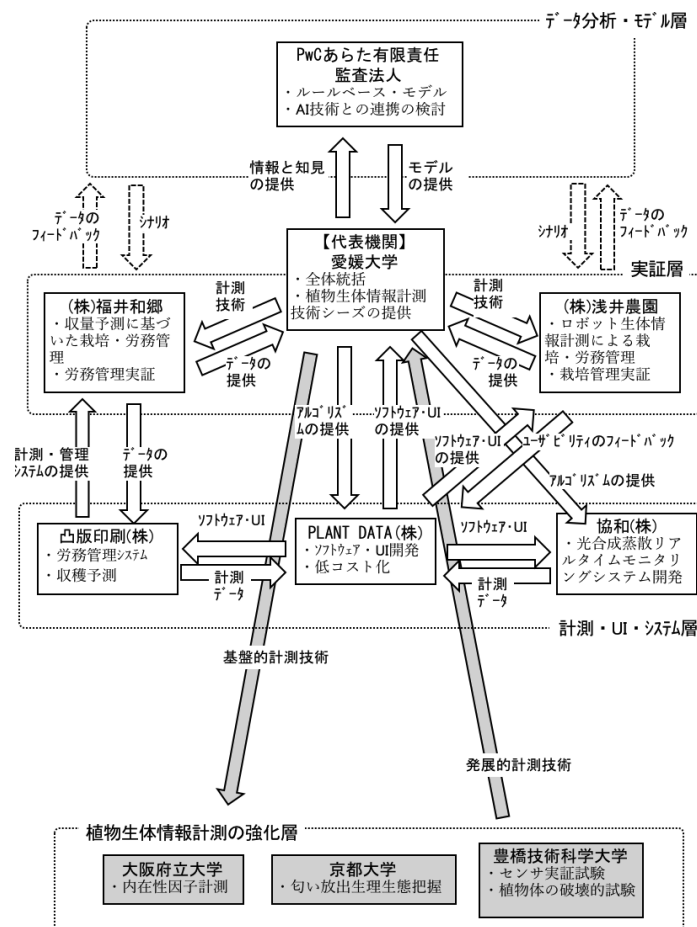 データ分析・モデル層
PwCあらた有限責任
監査法人
・ルールベース・モデル
・AI技術との連携の検討
情報と知見
の提供
モデル
の提供
データの
フィードバック
シナリオ
シナリオ
データの
フィードバック
【代表機関】
愛媛大学
・全体統括
・植物生体情報計測
技術シーズの提供
実証層
(株)福井和郷
・収量予測に基づ
いた栽培・労務管
理
・労務管理実証
計測
技術
データの
提供
計測
技術
データの
提供
(株)浅井農園
・ロボット生体情
報計測による栽
培・労務管理
・栽培管理実証
計測・管理
システムの提供
データの
提供
アルゴリズ
ムの提供
ソフトウェア・UI
の提供
ソフトウェア・UI
の提供
ユーザビリティのフィードバック
アルゴリズムの提供
凸版印刷(株)
・労務管理システム
・収穫予測
ソフトウェア・UI
計測
データ
PLANT DATA(株)
・ソフトウェア・UI開発
・低コスト化
ソフトウェア・UI
計測
データ
協和(株)
・光合成蒸散リア
ルタイムモニタリ
ングシステム開発
計測・UI・システム層
基盤的計測技術
発展的計測技術
植物生体情報計測の強化層
大阪府立大学
・内在性因子計測
京都大学
・匂い放出生理生態把握
豊橋技術科学大学
・センサ実証試験
・植物体の破壊的試験